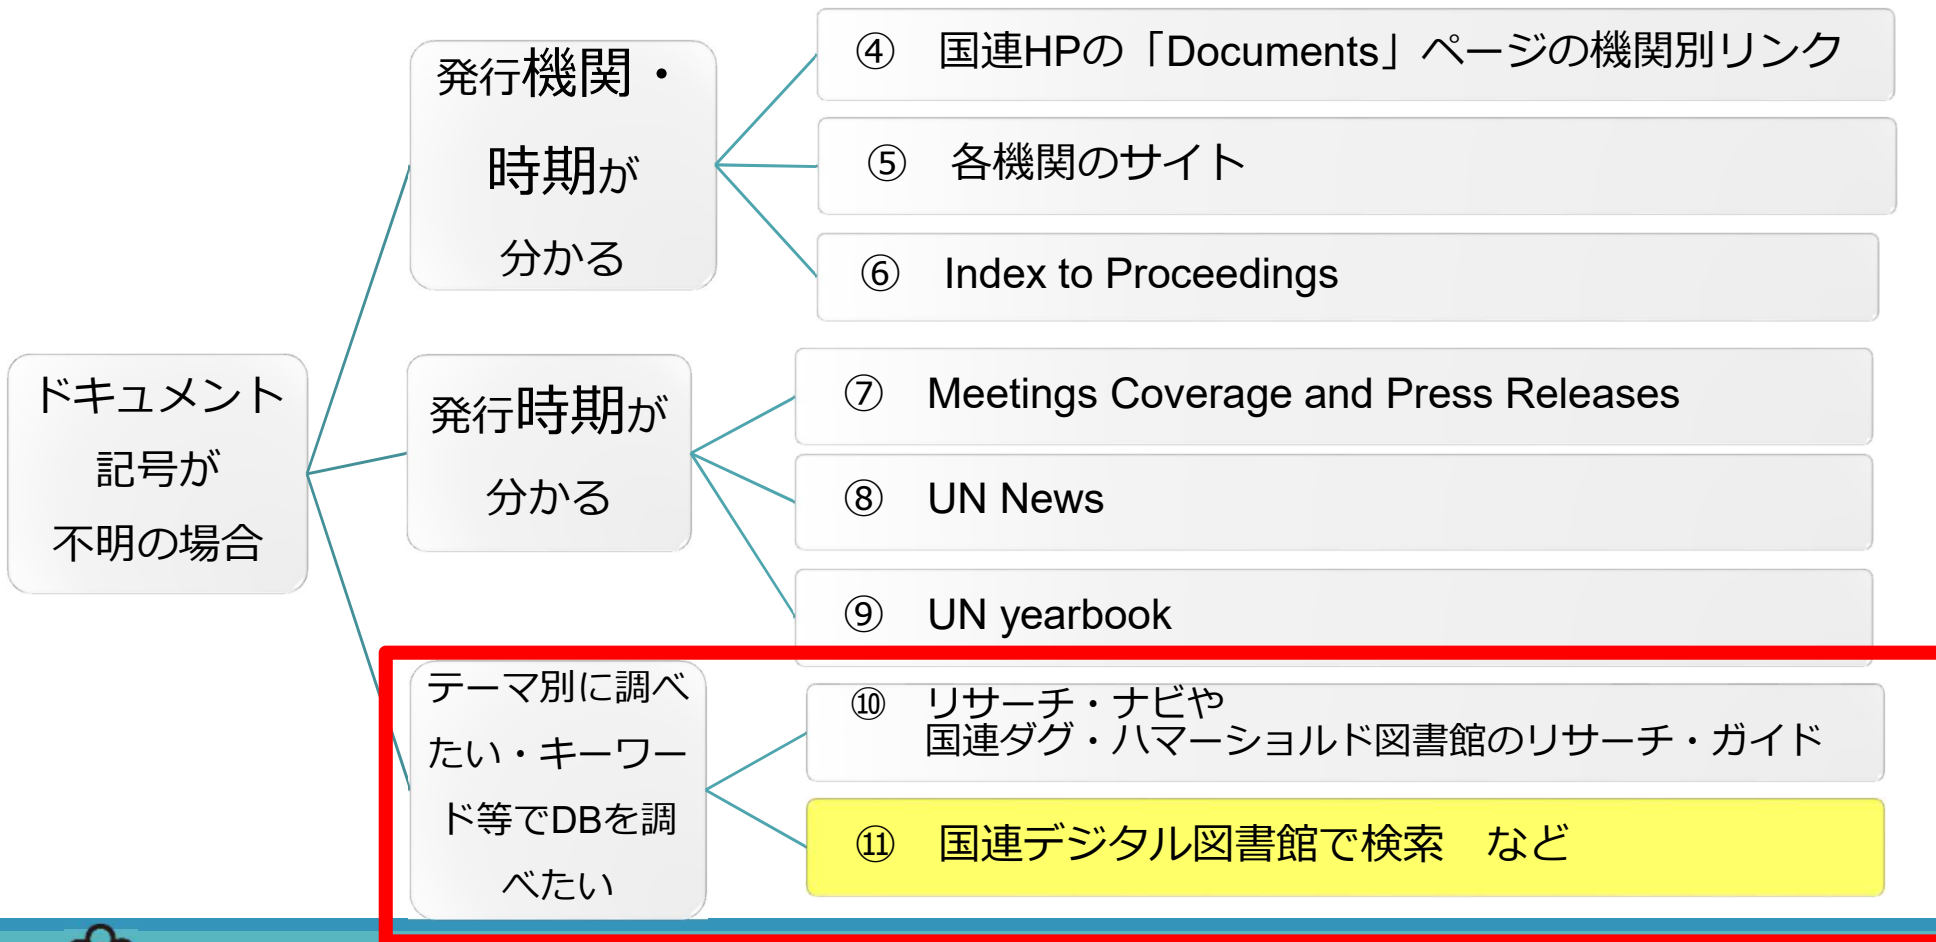 ドキュメント
記号が
不明の場合
発行機関・
時期が
分かる
④　国連HPの「Documents」ページの機関別リンク
⑤　各機関のサイト
⑥　Index to Proceedings
発行時期が
分かる
⑦　Meetings Coverage and Press Releases
⑧　UN News
⑨　UN yearbook
テーマ別に調べ
たい・キーワー
ド等でDBを調
べたい
⑩　リサーチ・ナビや
国連ダグ・ハマーショルド図書館のリサーチ・ガイド
⑪　国連デジタル図書館で検索　など